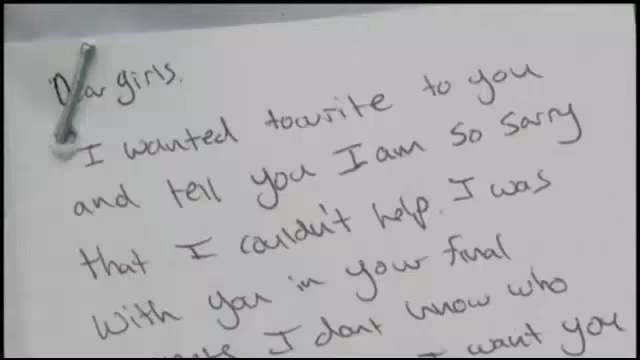 Dear girls.
I wanted to write to you
and tell you I am so sorry
that I couldn't help. I was
with you in your final
I dont know who
I want you